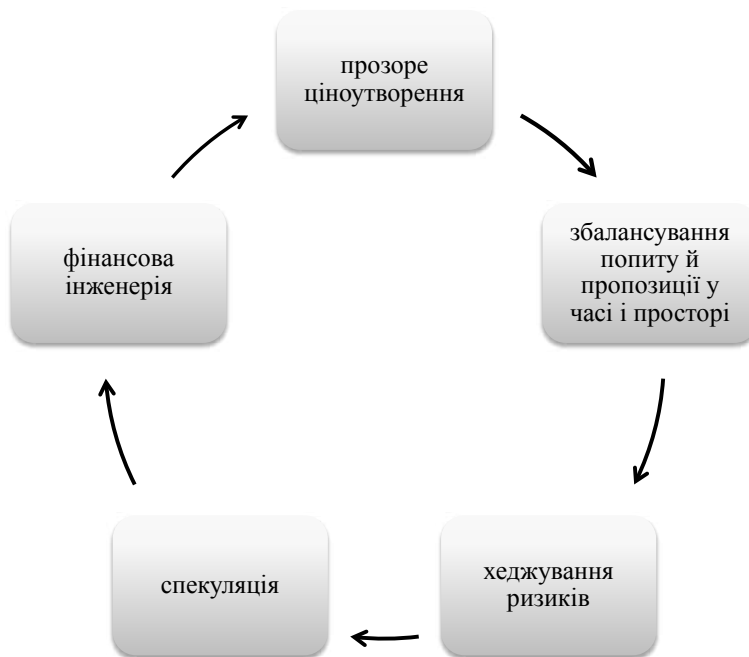 прозоре
ціноутворення
збалансування
попиту й
пропозиції у
часі і просторі
хеджування
ризиків
спекуляція
фінансова
інженерія